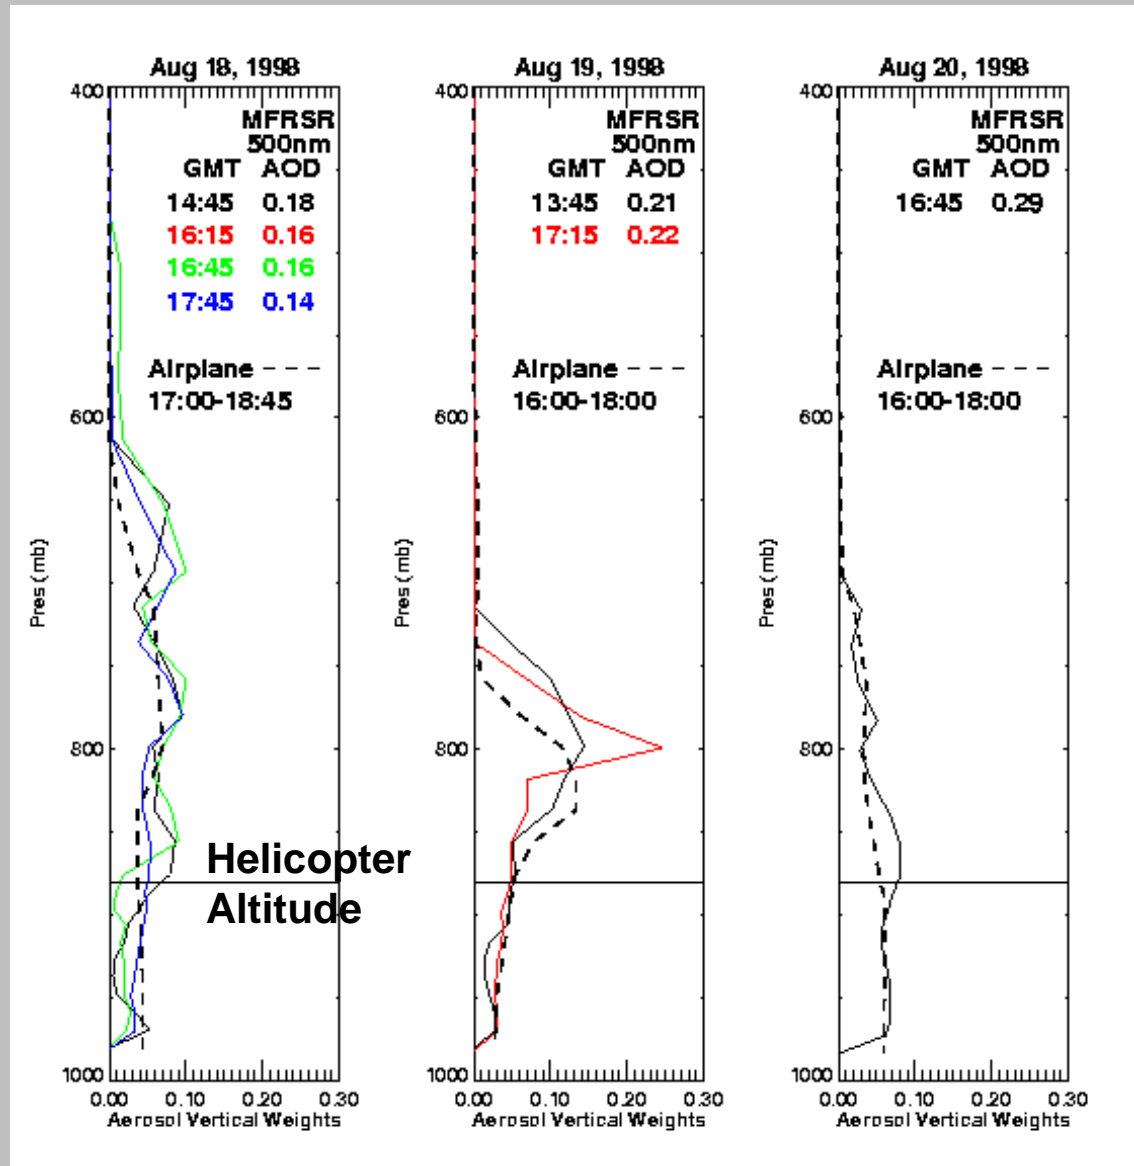 Aug 18, 1998
400
600
800
1000
Pres (mb)
MFRSR
500nm
GMT AOD
14:45 0.18
16:15 0.16
16:45 0.16
17:45 0.14
Airplane - - - -
17:00-18:45
Helicopter
Altitude
0.00 0.10 0.20 0.30
Aerosol Vertical Weights
Aug 19, 1998
400
600
800
1000
Pres (mb)
MFRSR
500nm
GMT AOD
13:45 0.21
17:15 0.22
Airplane - - - -
16:00-18:00
0.00 0.10 0.20 0.30
Aerosol Vertical Weights
Aug 20, 1998
400
600
800
1000
Pres (mb)
MFRSR
500nm
GMT AOD
16:45 0.29
Airplane - - - -
16:00-18:00
0.00 0.10 0.20 0.30
Aerosol Vertical Weights